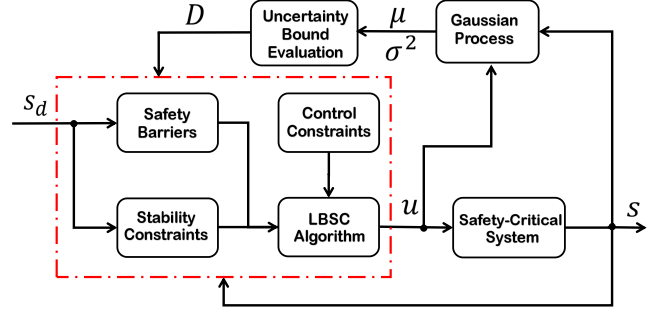 D
Uncertainty
Bound
Evaluation
μ
σ²
Gaussian
Process
s_d
Safety
Barriers
Control
Constraints
Stability
Constraints
LBSC
Algorithm
u
Safety-Critical
System
s